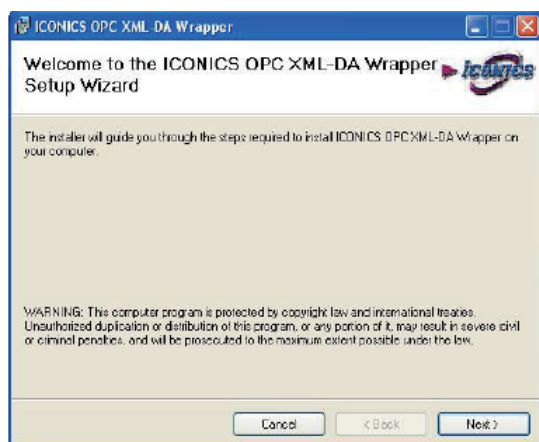 ICONICS OPC XML-DA Wrapper
Welcome to the ICONICS OPC XML-DA Wrapper
Setup Wizard
ICONICS
The installer will guide you through the steps required to install ICONICS OPC XML-DA Wrapper on
your computer.
WARNING: This computer program is protected by copyright law and international treaties.
Unauthorized duplication or distribution of this program, or any portion of it, may result in severe civil
or criminal penalties, and will be prosecuted to the maximum extent possible under the law.
Cancel
< Back
Next >